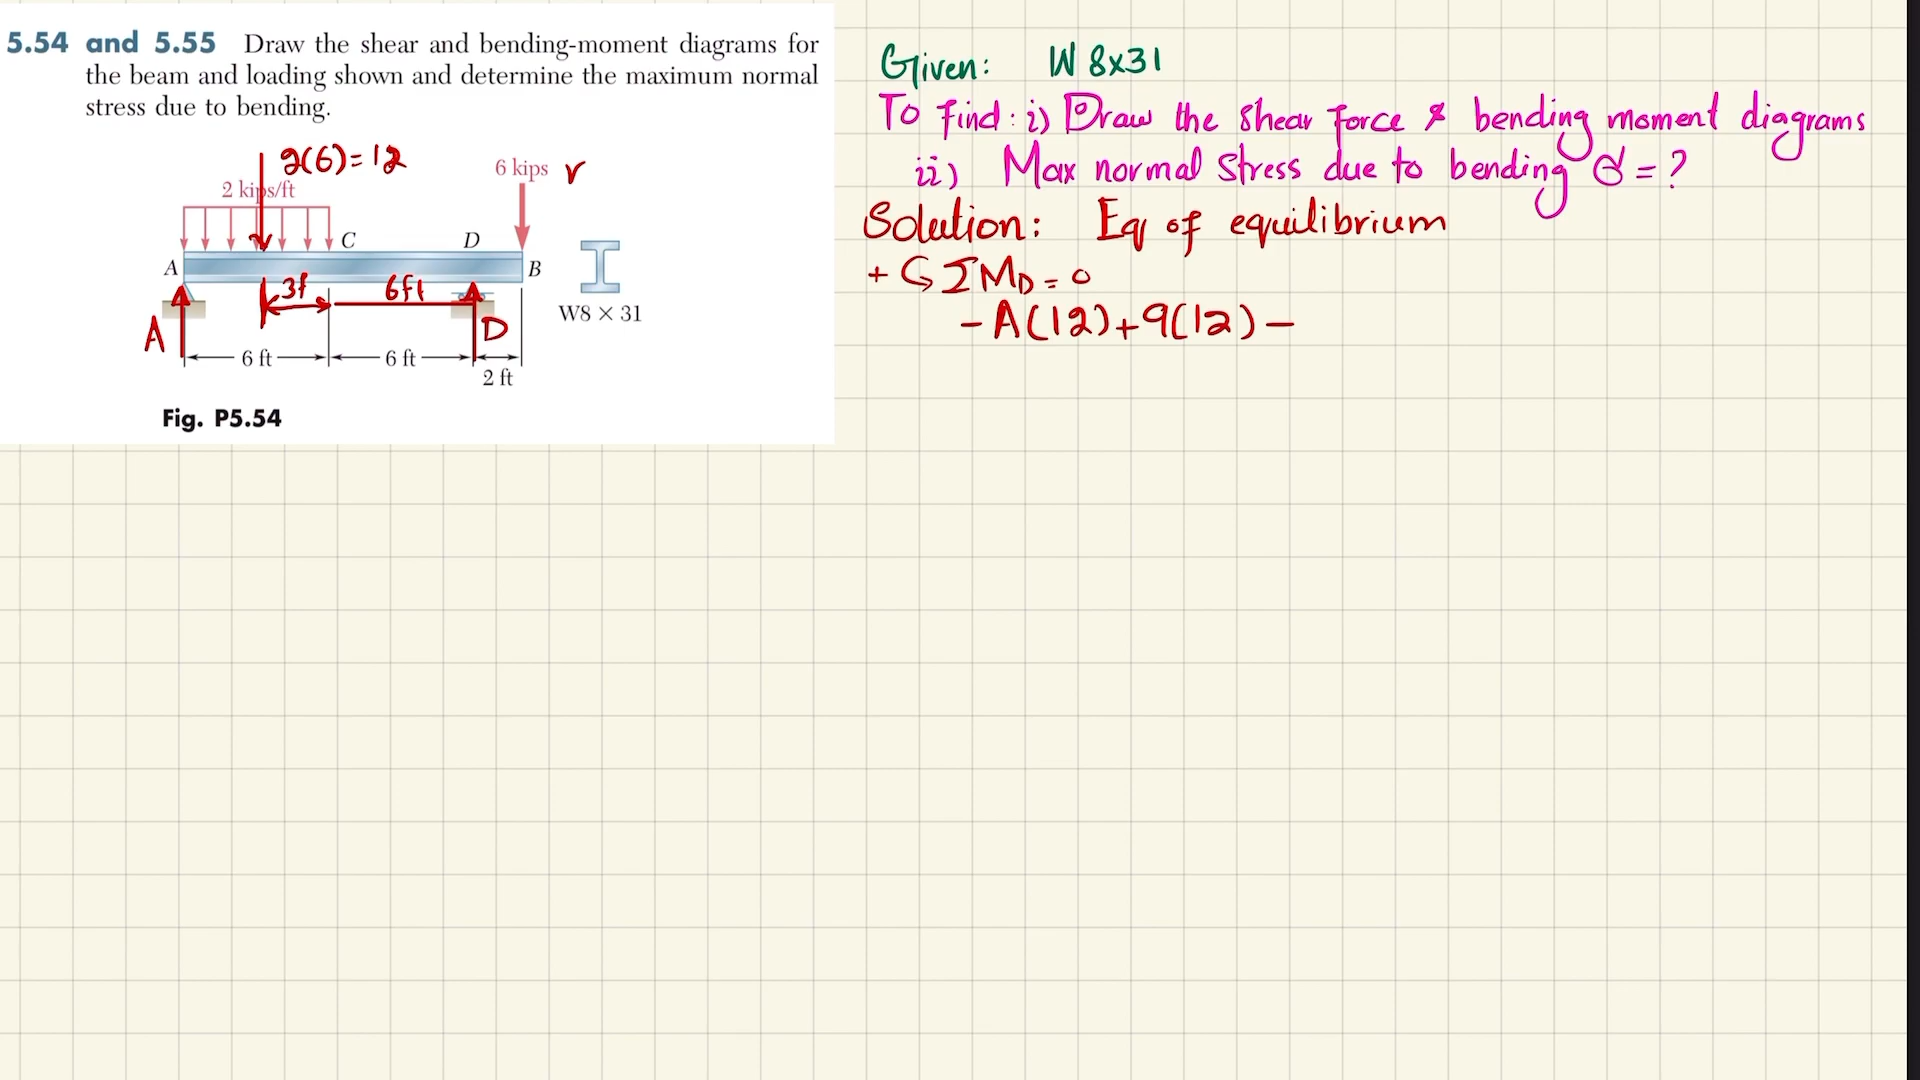 5.54 and 5.55 Draw the shear and bending-moment diagrams for
the beam and loading shown and determine the maximum normal
stress due to bending.
2(6)=12
6 kips r
2 kips/ft
C
D
A
B
3f
6ft
W8 × 31
A
D
6 ft
6 ft
2 ft
Fig. P5.54
Given: W 8x31
To find: i) Draw the shear force & bending moment diagrams
ii) Max normal stress due to bending σ = ?
Solution: Eq of equilibrium
+ ↺ ΣM_D = 0
- A(12)+9(12) -